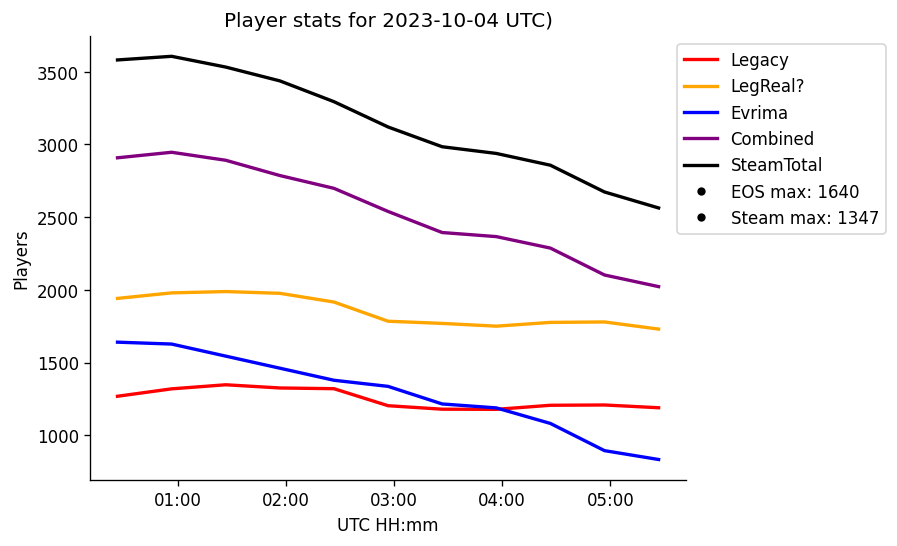 Player stats for 2023-10-04 UTC)
Players
3500
3000
2500
2000
1500
1000
01:00
02:00
03:00
04:00
05:00
UTC HH:mm
Legacy
LegReal?
Evrima
Combined
SteamTotal
EOS max: 1640
Steam max: 1347